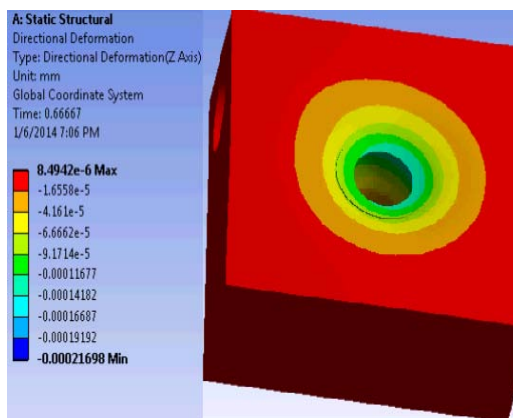 A: Static Structural
Directional Deformation
Type: Directional Deformation(Z Axis)
Unit: mm
Global Coordinate System
Time: 0.66667
1/6/2014 7:06 PM
8.4942e-6 Max
-1.6558e-5
-4.161e-5
-6.6662e-5
-9.1714e-5
-0.00011677
-0.00014182
-0.00016687
-0.00019192
-0.00021698 Min